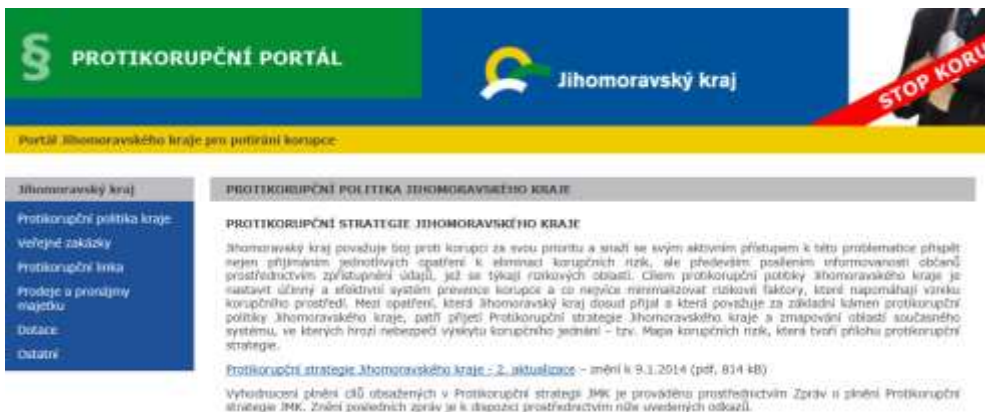 § PROTIKORUPČNÍ PORTÁL
Jihomoravský kraj
STOP KORU
Portál Jihomoravského kraje pro potírání korupce
Jihomoravský kraj
Protikorupční politika kraje
Veřejné zakázky
Protikorupční linka
Prodeje a pronájmy
majetku
Dotace
Ostatní
PROTIKORUPČNÍ POLITIKA JIHOMORAVSKÉHO KRAJE
PROTIKORUPČNÍ STRATEGIE JIHOMORAVSKÉHO KRAJE
Jihomoravský kraj považuje boj proti korupci za svou prioritu a snaží se svým aktivním přístupem k této problematice přispět
nejen přijímáním jednotlivých opatření k eliminaci korupčních rizik, ale především posílením informovanosti občanů
prostřednictvím zpřístupnění údajů, jež se týkají rizikových oblastí. Cílem protikorupční politiky Jihomoravského kraje je
nastavit účinný a efektivní systém prevence korupce a co nejvíce minimalizovat rizikové faktory, které napomáhají vzniku
korupčního prostředí. Mezi opatření, která Jihomoravský kraj dosud přijal a která považuje za základní kámen protikorupční
politiky Jihomoravského kraje, patří přijetí Protikorupční strategie Jihomoravského kraje a zmapování oblastí současného
systému, ve kterých hrozí nebezpečí výskytu korupčního jednání – tzv. Mapa korupčních rizik, která tvoří přílohu protikorupční
strategie.
Protikorupční strategie Jihomoravského kraje - 2. aktualizace – znění k 9.1.2014 (pdf, 814 kB)
Vyhodnocení plnění cílů obsažených v Protikorupční strategii JMK je prováděno prostřednictvím Zpráv o plnění Protikorupční
strategie JMK. Znění posledních zpráv je k dispozici prostřednictvím níže uvedených odkazů.